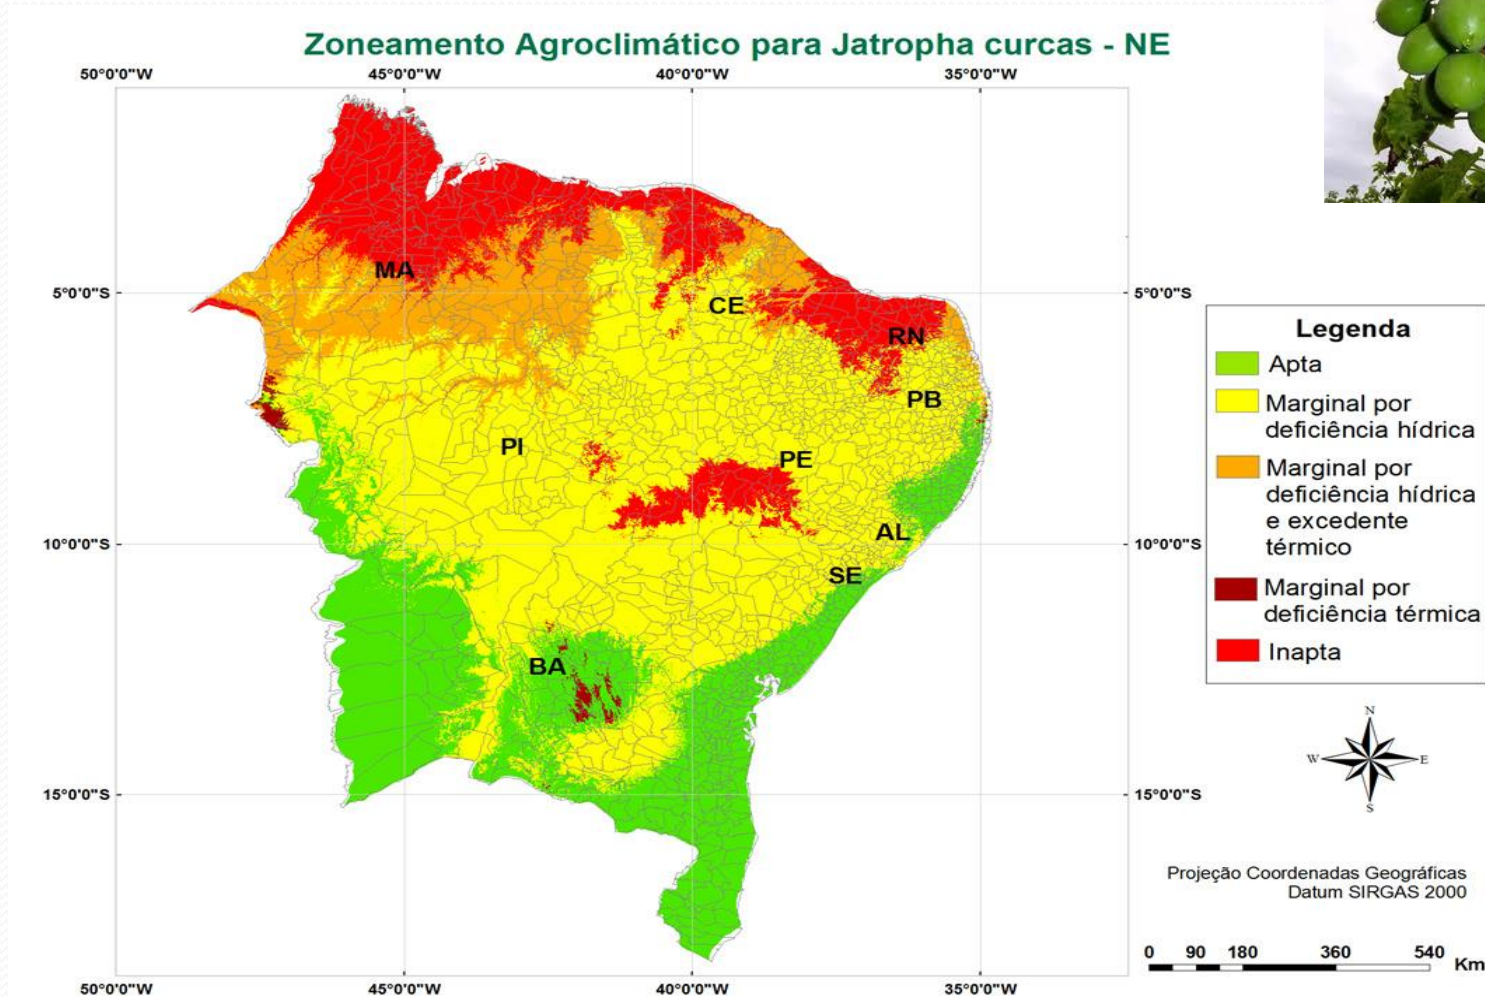 Zoneamento Agroclimático para Jatropha curcas - NE
50°0'0"W 45°0'0"W 40°0'0"W 35°0'0"W
MA
5°0'0"S 5°0'0"S
CE
RN
PB
PI
PE
AL
10°0'0"S 10°0'0"S
SE
BA
15°0'0"S 15°0'0"S
50°0'0"W 45°0'0"W 40°0'0"W 35°0'0"W
Legenda
Apta
Marginal por
deficiência hídrica
Marginal por
deficiência hídrica
e excedente
térmico
Marginal por
deficiência térmica
Inapta
N
W E
S
Projeção Coordenadas Geográficas
Datum SIRGAS 2000
0 90 180 360 540
Km